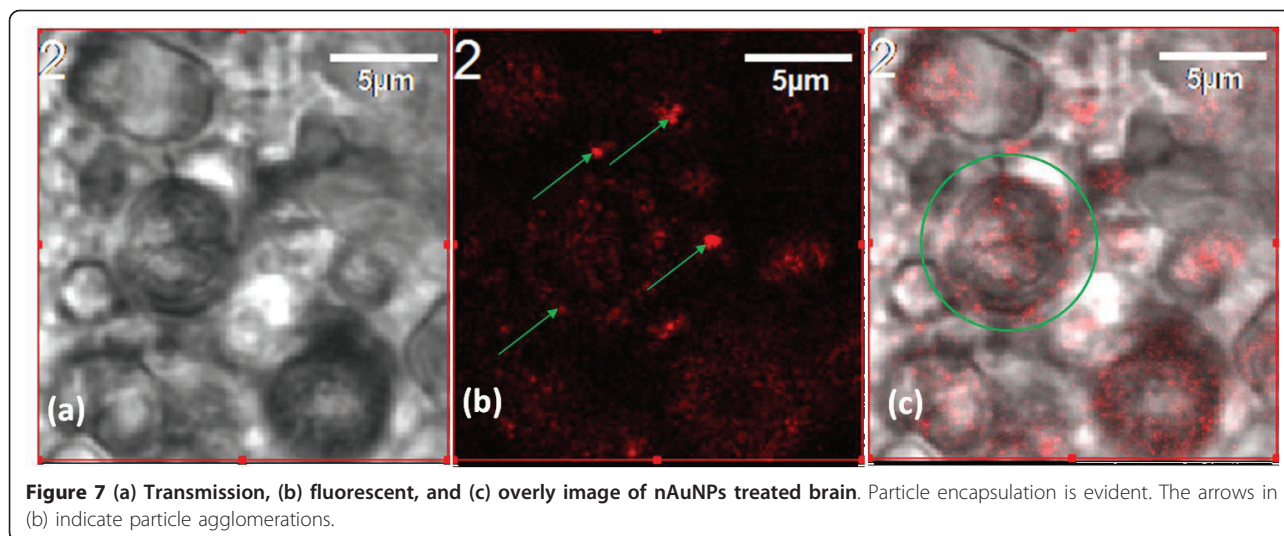 2
5µm
(a)
2
5µm
(b)
2
5µm
(c)
Figure 7 (a) Transmission, (b) fluorescent, and (c) overly image of nAuNPs treated brain. Particle encapsulation is evident. The arrows in
(b) indicate particle agglomerations.